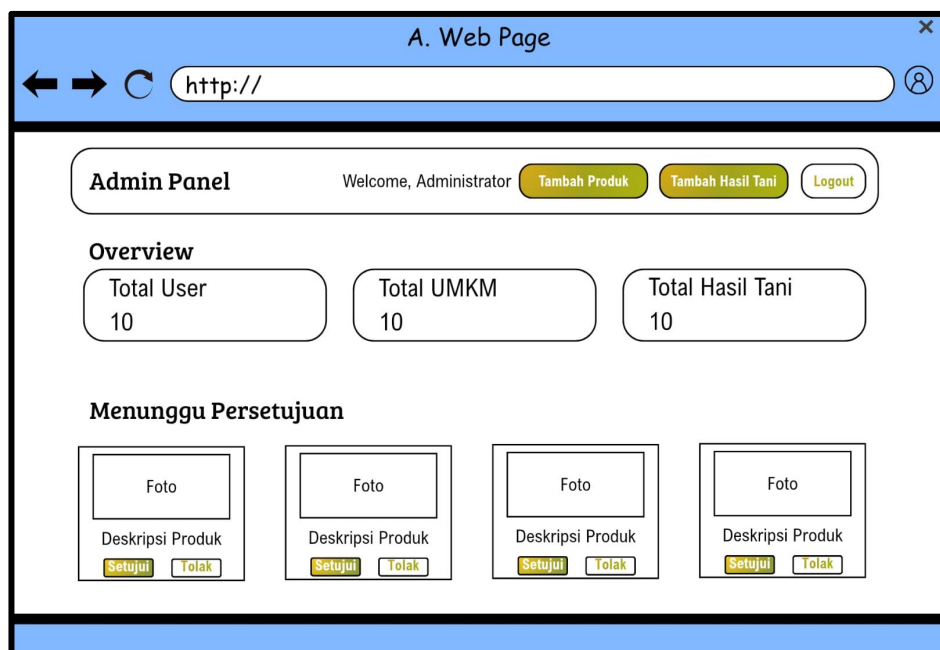 A. Web Page
http://
Admin Panel Welcome, Administrator Tambah Produk Tambah Hasil Tani Logout
Overview
Total User Total UMKM Total Hasil Tani
10 10 10
Menunggu Persetujuan
Foto Foto Foto Foto
Deskripsi Produk Deskripsi Produk Deskripsi Produk Deskripsi Produk
Setujui Tolak Setujui Tolak Setujui Tolak Setujui Tolak